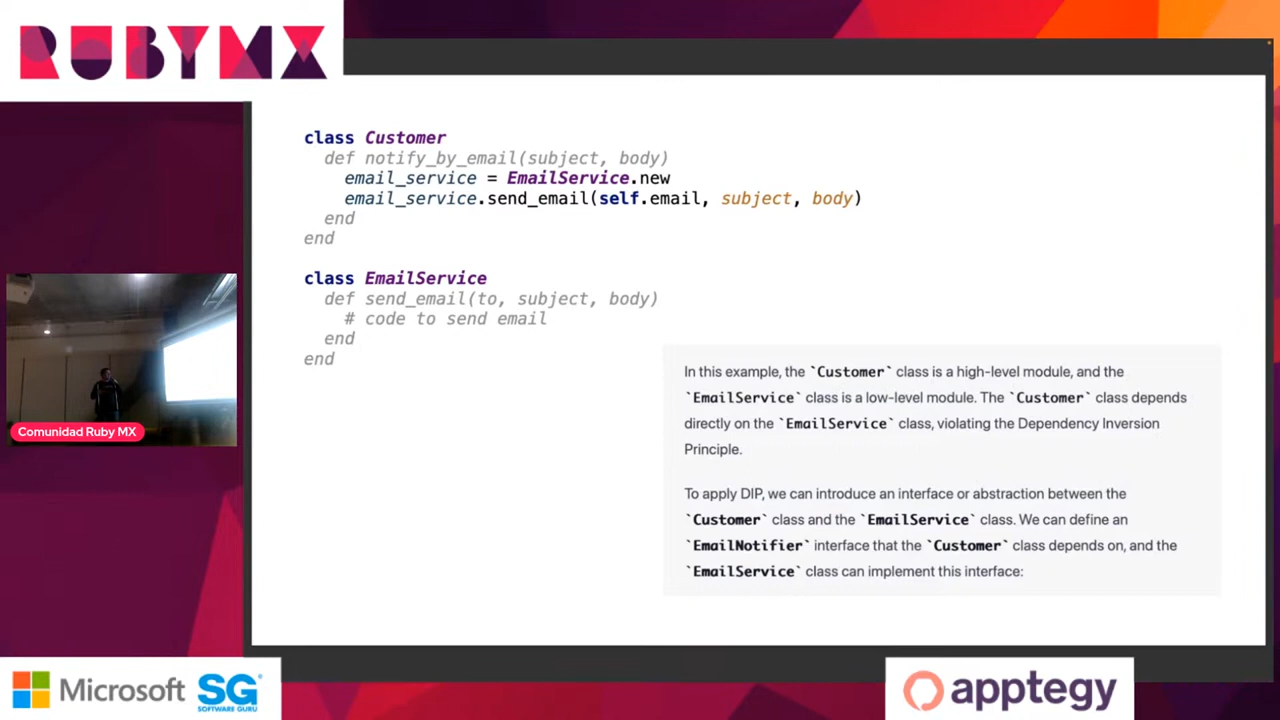 RUBYMX
class Customer
  def notify_by_email(subject, body)
    email_service = EmailService.new
    email_service.send_email(self.email, subject, body)
  end
end
class EmailService
  def send_email(to, subject, body)
    # code to send email
  end
end
In this example, the `Customer` class is a high-level module, and the
`EmailService` class is a low-level module. The `Customer` class depends
directly on the `EmailService` class, violating the Dependency Inversion
Principle.
To apply DIP, we can introduce an interface or abstraction between the
`Customer` class and the `EmailService` class. We can define an
`EmailNotifier` interface that the `Customer` class depends on, and the
`EmailService` class can implement this interface:
Comunidad Ruby MX
Microsoft
SG
SOFTWARE GURU
apptegy